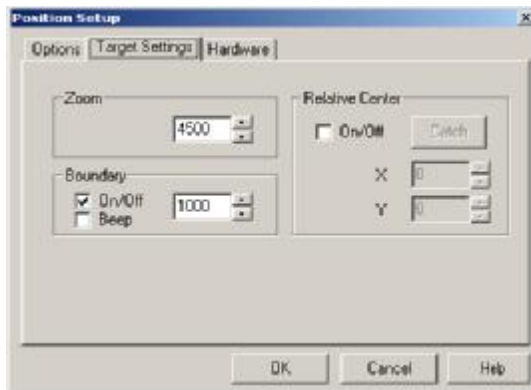 Position Setup
Options Target Settings Hardware
Zoom
4500
Boundary
On/Off
Beep
1000
Relative Center
On/Off
Catch
X 0
Y 0
OK Cancel Help